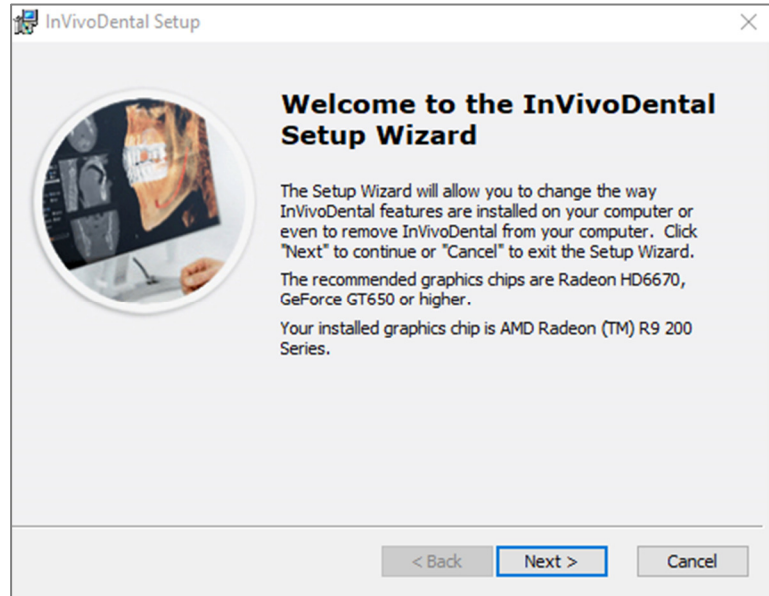 InVivoDental Setup
Welcome to the InVivoDental
Setup Wizard
The Setup Wizard will allow you to change the way
InVivoDental features are installed on your computer or
even to remove InVivoDental from your computer.  Click
"Next" to continue or "Cancel" to exit the Setup Wizard.
The recommended graphics chips are Radeon HD6670,
GeForce GT650 or higher.
Your installed graphics chip is AMD Radeon (TM) R9 200
Series.
< Back
Next >
Cancel